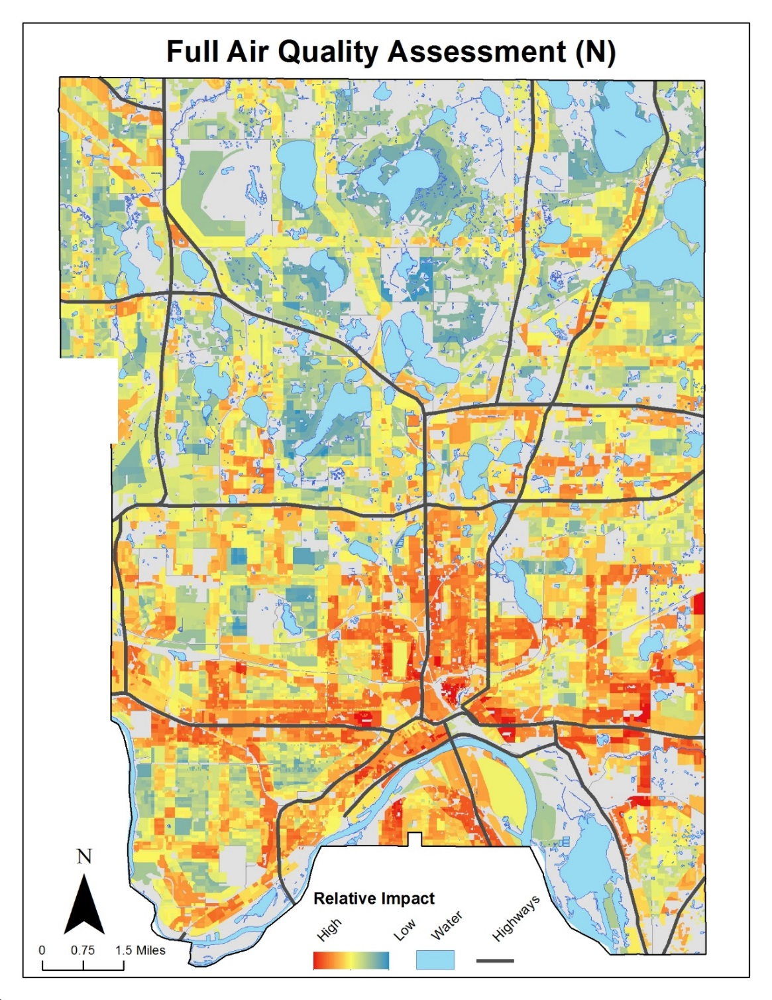 Full Air Quality Assessment (N)
N
0 0.75 1.5 Miles
Relative Impact
High Low Water Highways